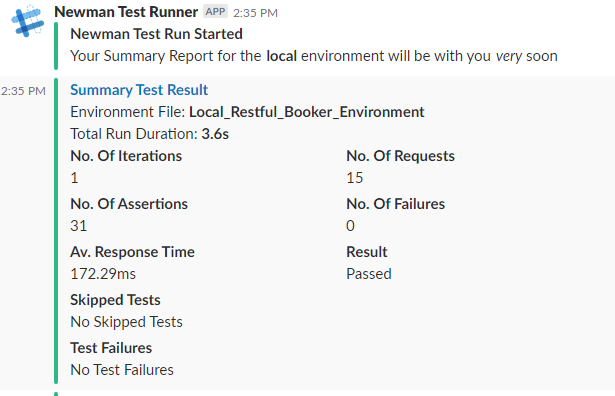 Newman Test Runner APP 2:35 PM
Newman Test Run Started
Your Summary Report for the local environment will be with you very soon
2:35 PM Summary Test Result
Environment File: Local_Restful_Booker_Environment
Total Run Duration: 3.6s
No. Of Iterations No. Of Requests
1 15
No. Of Assertions No. Of Failures
31 0
Av. Response Time Result
172.29ms Passed
Skipped Tests
No Skipped Tests
Test Failures
No Test Failures